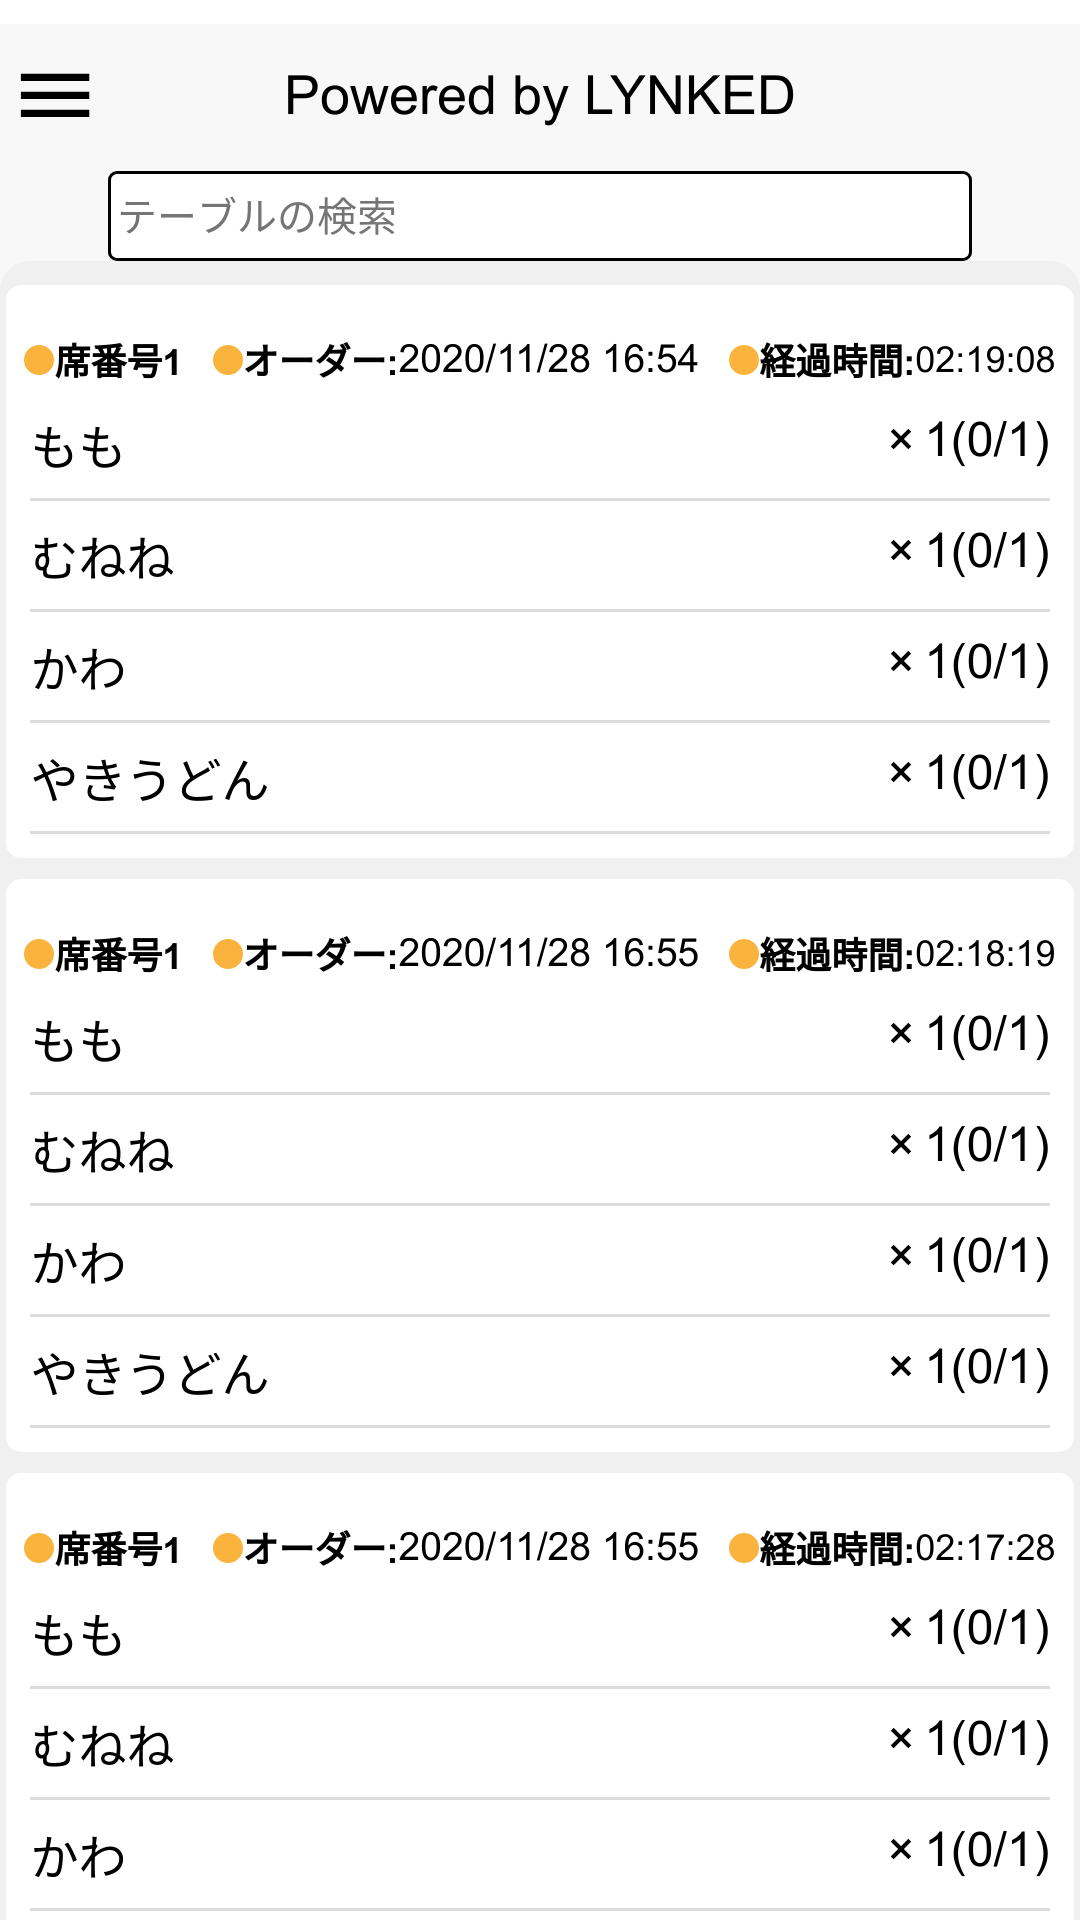 Powered by LYNKED
テーブルの検索
席番号1 オーダー:2020/11/28 16:54 経過時間:02:19:08
もも × 1(0/1)
むねね × 1(0/1)
かわ × 1(0/1)
やきうどん × 1(0/1)
席番号1 オーダー:2020/11/28 16:55 経過時間:02:18:19
もも × 1(0/1)
むねね × 1(0/1)
かわ × 1(0/1)
やきうどん × 1(0/1)
席番号1 オーダー:2020/11/28 16:55 経過時間:02:17:28
もも × 1(0/1)
むねね × 1(0/1)
かわ × 1(0/1)